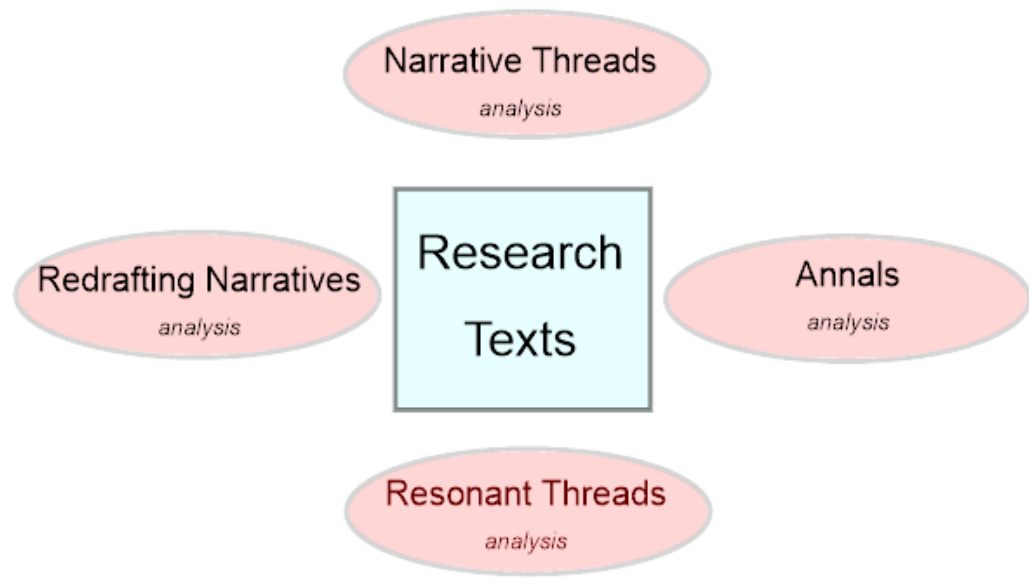 Narrative Threads
analysis
Redrafting Narratives
analysis
Research
Texts
Annals
analysis
Resonant Threads
analysis